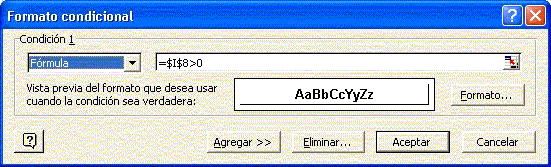 Formato condicional
Condición 1
Fórmula =$I$8>0
Vista previa del formato que desea usar
cuando la condición sea verdadera:
AaBbCcYyZz
Formato...
Agregar >> Eliminar... Aceptar Cancelar